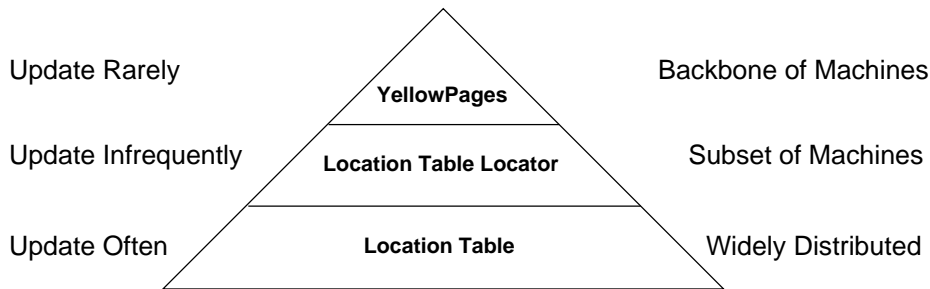 Update Rarely
Backbone of Machines
YellowPages
Update Infrequently
Location Table Locator
Subset of Machines
Update Often
Location Table
Widely Distributed